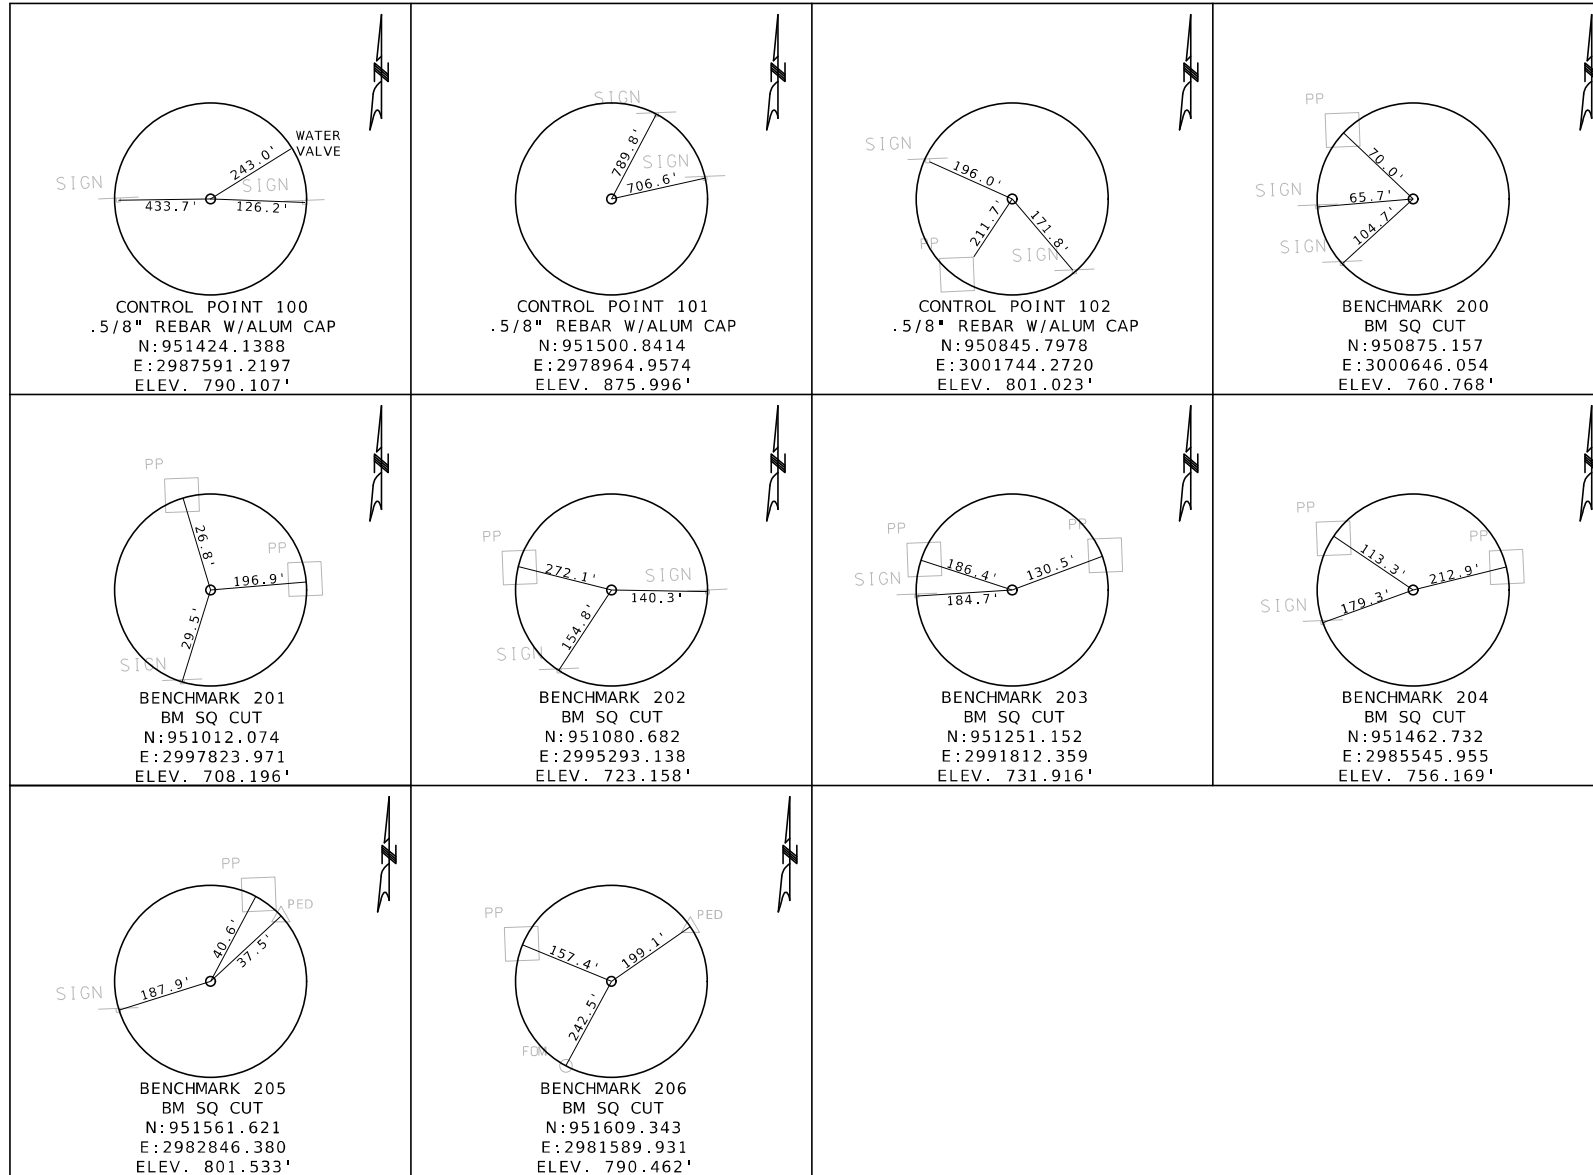 N
SIGN
433.7'
243.0'
WATER
VALVE
SIGN
126.2'
CONTROL POINT 100
.5/8" REBAR W/ALUM CAP
N:951424.1388
E:2987591.2197
ELEV. 790.107'
N
SIGN
789.8'
SIGN
706.6'
CONTROL POINT 101
.5/8" REBAR W/ALUM CAP
N:951500.8414
E:2978964.9574
ELEV. 875.996'
N
SIGN
196.0'
211.7'
PP
171.8'
SIGN
CONTROL POINT 102
.5/8" REBAR W/ALUM CAP
N:950845.7978
E:3001744.2720
ELEV. 801.023'
N
PP
70.0'
SIGN
65.7'
104.7'
SIGN
BENCHMARK 200
BM SQ CUT
N:950875.157
E:3000646.054
ELEV. 760.768'
N
PP
26.8'
PP
196.9'
29.5'
SIGN
BENCHMARK 201
BM SQ CUT
N:951012.074
E:2997823.971
ELEV. 708.196'
N
PP
272.1'
SIGN
140.3'
154.8'
SIGN
BENCHMARK 202
BM SQ CUT
N:951080.682
E:2995293.138
ELEV. 723.158'
N
PP
186.4'
PP
130.5'
SIGN
184.7'
BENCHMARK 203
BM SQ CUT
N:951251.152
E:2991812.359
ELEV. 731.916'
N
PP
113.3'
PP
212.9'
SIGN
179.3'
BENCHMARK 204
BM SQ CUT
N:951462.732
E:2985545.955
ELEV. 756.169'
N
PP
40.6'
PED
37.5'
SIGN
187.9'
BENCHMARK 205
BM SQ CUT
N:951561.621
E:2982846.380
ELEV. 801.533'
N
PP
157.4'
PED
199.1'
242.5'
FOM
BENCHMARK 206
BM SQ CUT
N:951609.343
E:2981589.931
ELEV. 790.462'